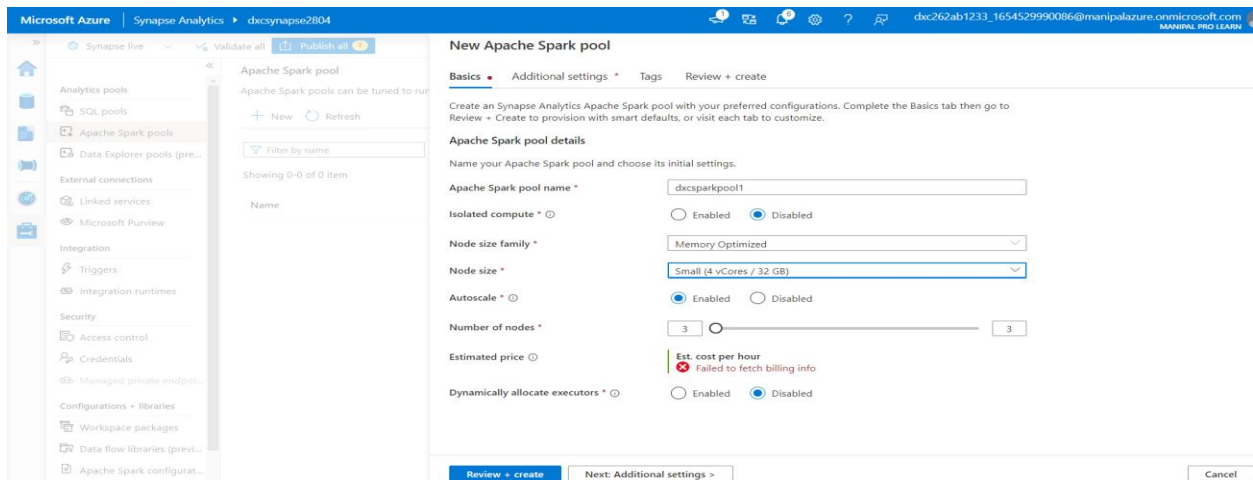 Microsoft Azure | Synapse Analytics ▸ dxcsynapse2804
dxc262ab1233_1654529990086@manipalazure.onmicrosoft.com
MANIPAL PRO LEARN
Synapse live
Validate all
Publish all 1
Analytics pools
SQL pools
Apache Spark pools
Data Explorer pools (pre...
External connections
Linked services
Microsoft Purview
Integration
Triggers
Integration runtimes
Security
Access control
Credentials
Managed private endpoi...
Configurations + libraries
Workspace packages
Data flow libraries (previ...
Apache Spark configurat...
Apache Spark pool
Apache Spark pools can be tuned to run
New Refresh
Filter by name
Showing 0-0 of 0 item
Name
New Apache Spark pool
Basics Additional settings * Tags Review + create
Create an Synapse Analytics Apache Spark pool with your preferred configurations. Complete the Basics tab then go to
Review + Create to provision with smart defaults, or visit each tab to customize.
Apache Spark pool details
Name your Apache Spark pool and choose its initial settings.
Apache Spark pool name * dxcsparkpool1
Isolated compute * Enabled Disabled
Node size family * Memory Optimized
Node size * Small (4 vCores / 32 GB)
Autoscale * Enabled Disabled
Number of nodes * 3 3
Estimated price Est. cost per hour
Failed to fetch billing info
Dynamically allocate executors * Enabled Disabled
Review + create Next: Additional settings > Cancel